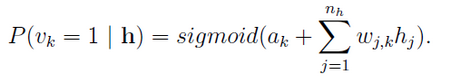 P(v_k = 1 | h) = sigmoid(a_k + \sum_{j=1}^{n_h} w_{j,k} h_j).